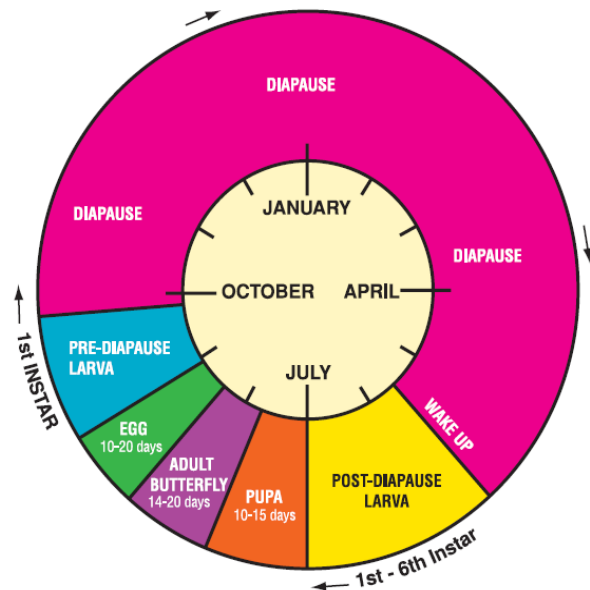 DIAPAUSE
DIAPAUSE
DIAPAUSE
JANUARY
OCTOBER
APRIL
JULY
PRE-DIAPAUSE
LARVA
1st INSTAR
EGG
10-20 days
ADULT
BUTTERFLY
14-20 days
PUPA
10-15 days
POST-DIAPAUSE
LARVA
WAKE UP
1st - 6th Instar